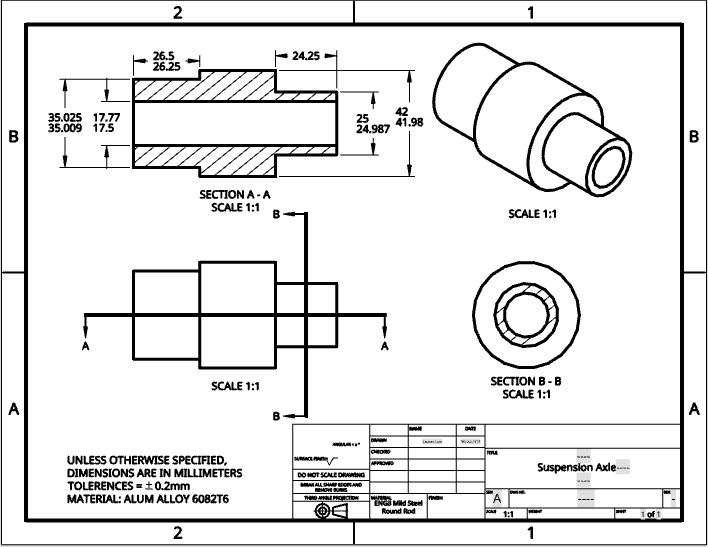 2
1
26.5
26.25
24.25
35.025
35.009
17.77
17.5
25
24.987
42
41.98
B
B
SECTION A - A
SCALE 1:1
SCALE 1:1
B
A
A
SCALE 1:1
SECTION B - B
SCALE 1:1
B
A
A
UNLESS OTHERWISE SPECIFIED,
DIMENSIONS ARE IN MILLIMETERS
TOLERENCES = ± 0.2mm
MATERIAL: ALUM ALLOY 6082T6
ANGULAR = ± °
SURFACE FINISH
DO NOT SCALE DRAWING
BREAK ALL SHARP EDGES AND
REMOVE BURRS
THIRD ANGLE PROJECTION
NAME
DATE
DRAWN
CHECKED
APPROVED
MATERIAL
EN3B Mild Steel
Round Rod
FINISH
TITLE
Suspension Axle
SIZE
A
DWG NO.
REV.
SCALE
1:1
WEIGHT
SHEET
1 of 1
2
1